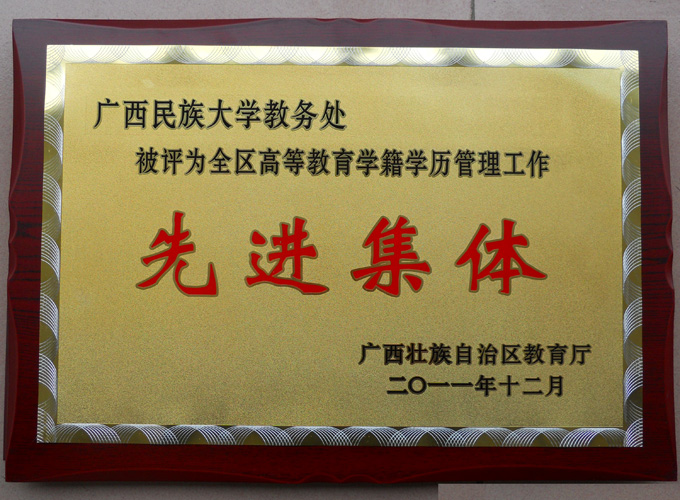 广西民族大学教务处
被评为全区高等教育学籍学历管理工作
先进集体
广西壮族自治区教育厅
二〇一一年十二月